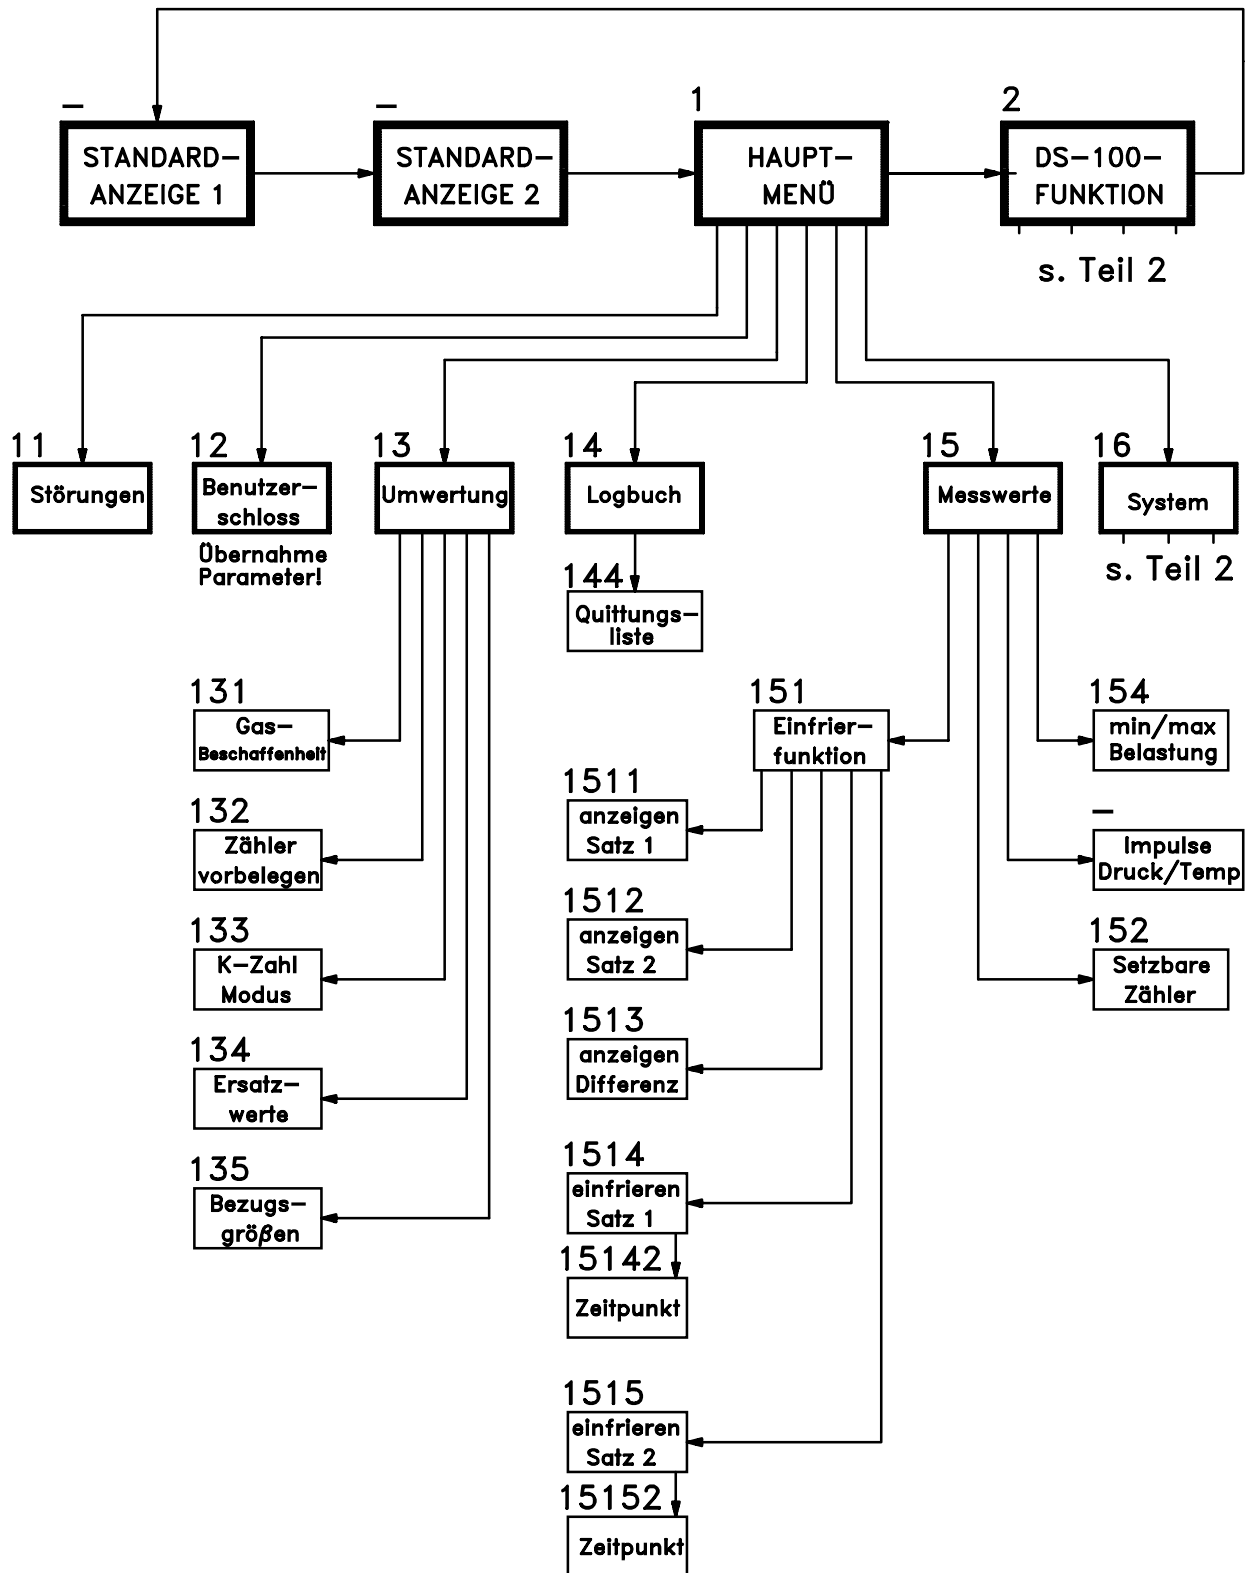 –
STANDARD–
ANZEIGE 1
–
STANDARD–
ANZEIGE 2
1
HAUPT–
MENÜ
2
DS–100–
FUNKTION
s. Teil 2
11
Störungen
12
Benutzer–
schloss
Übernahme
Parameter!
13
Umwertung
14
Logbuch
15
Messwerte
16
System
s. Teil 2
144
Quittungs–
liste
131
Gas–
Beschaffenheit
132
Zähler
vorbelegen
133
K–Zahl
Modus
134
Ersatz–
werte
135
Bezugs–
größen
151
Einfrier–
funktion
1511
anzeigen
Satz 1
1512
anzeigen
Satz 2
1513
anzeigen
Differenz
1514
einfrieren
Satz 1
15142
Zeitpunkt
1515
einfrieren
Satz 2
15152
Zeitpunkt
154
min/max
Belastung
–
Impulse
Druck/Temp
152
Setzbare
Zähler